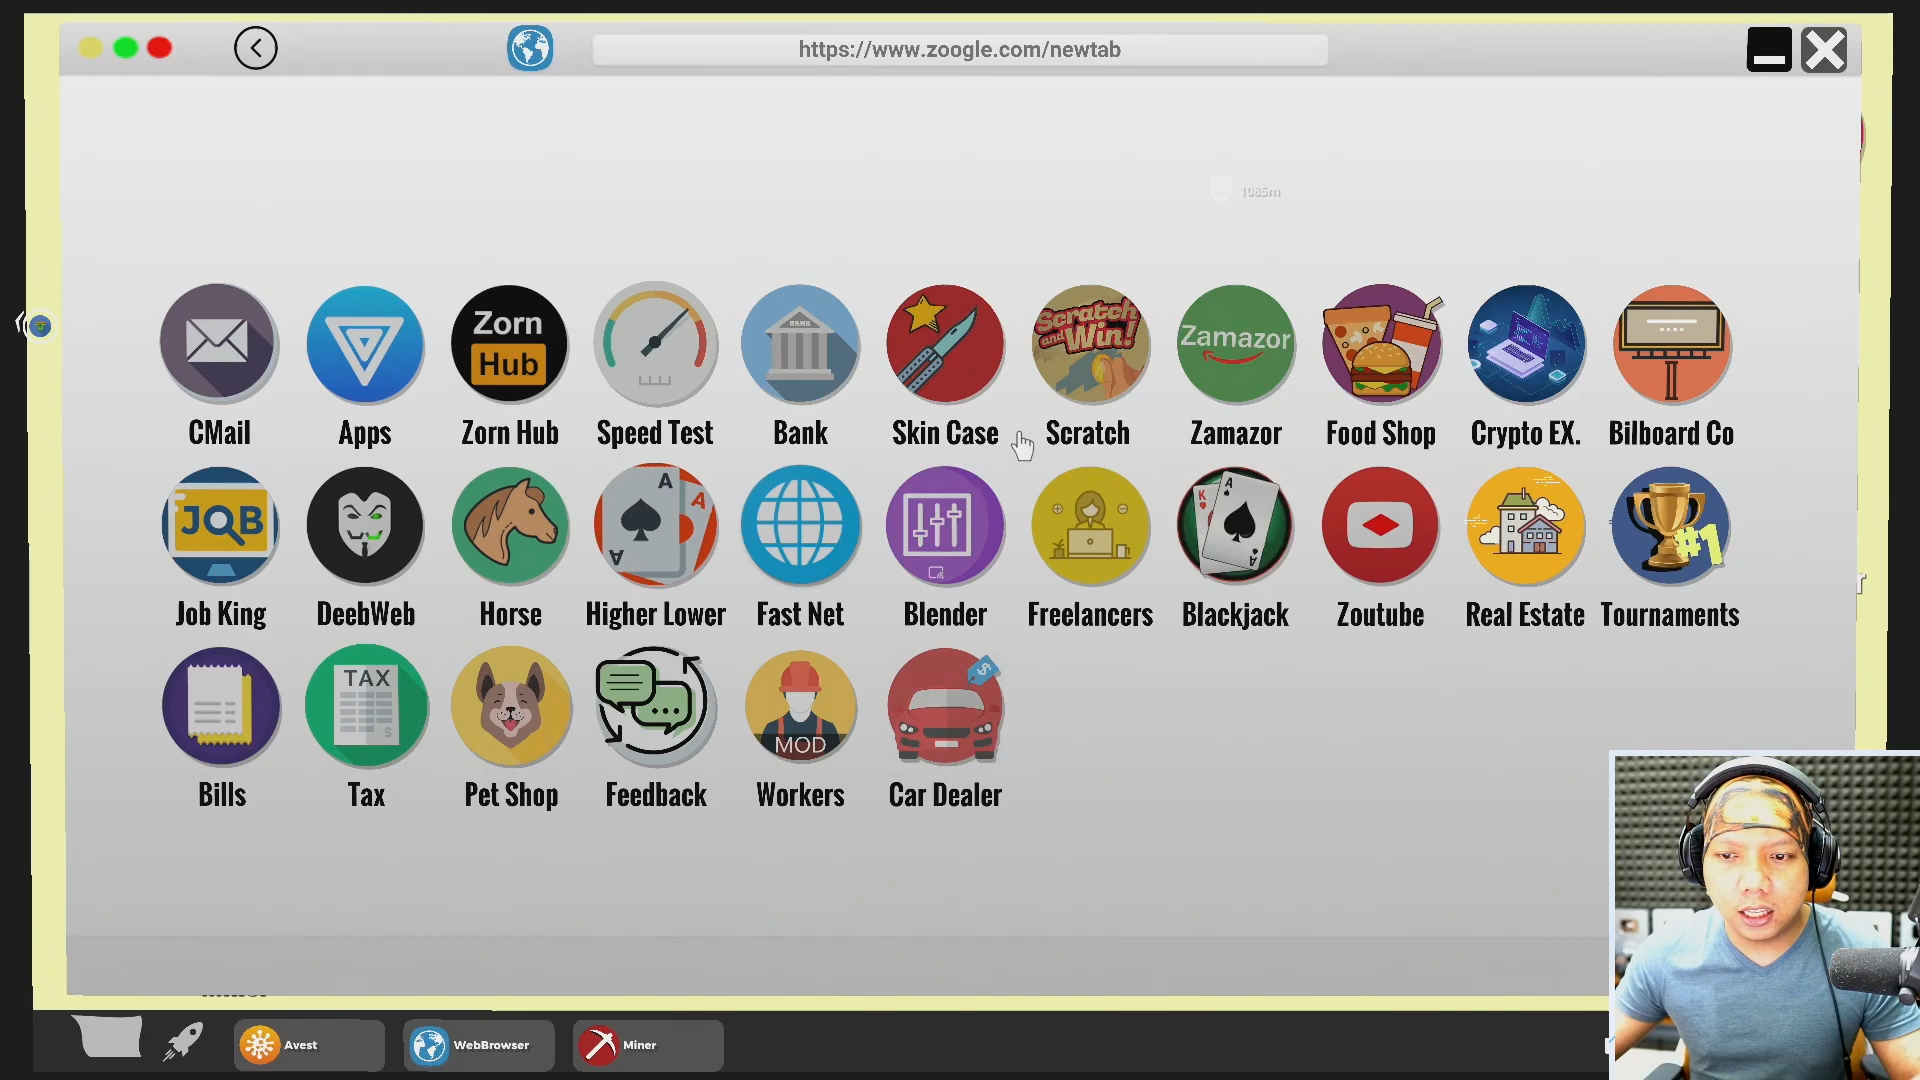 https://www.zoogle.com/newtab
1085m
Zorn
Hub
BANK
Scratch
and Win!
Zamazor
CMail
Apps
Zorn Hub
Speed Test
Bank
Skin Case
Scratch
Zamazor
Food Shop
Crypto EX.
Bilboard Co
JOB
A
A
A
K
A
A
#1
Job King
DeebWeb
Horse
Higher Lower
Fast Net
Blender
Freelancers
Blackjack
Zoutube
Real Estate
Tournaments
TAX
$
MOD
$
Bills
Tax
Pet Shop
Feedback
Workers
Car Dealer
Avest
WebBrowser
Miner